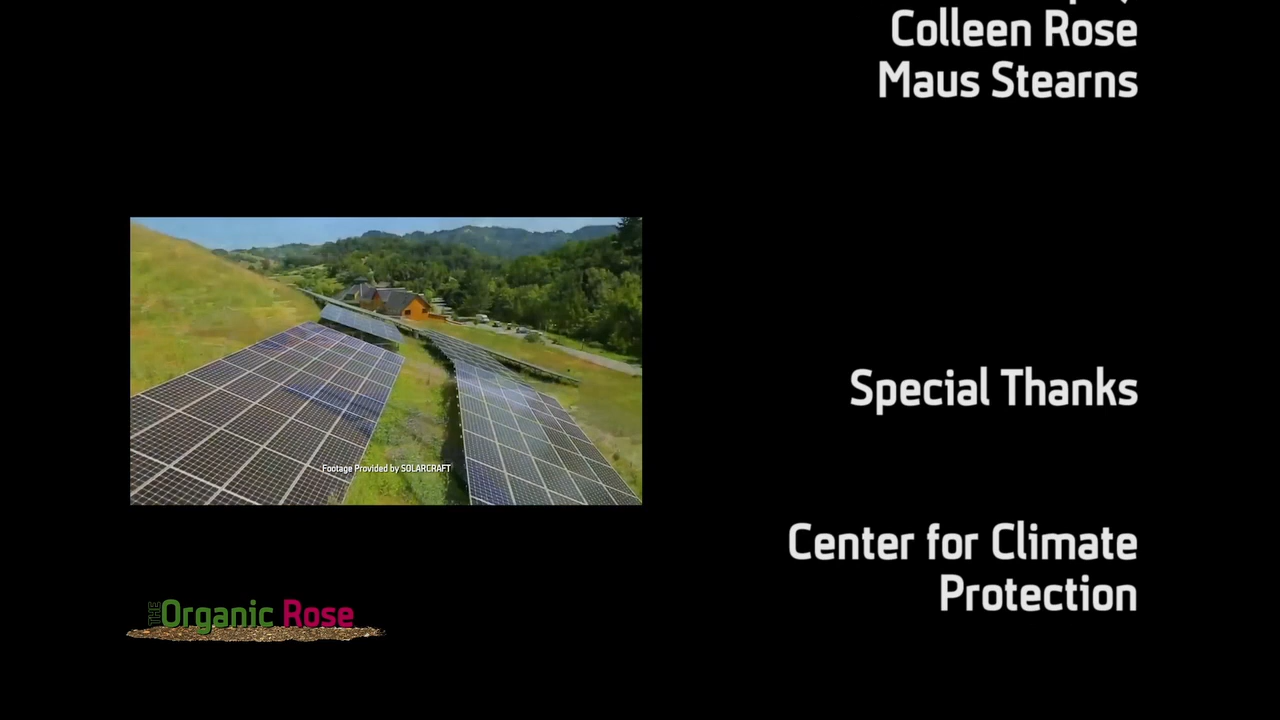 Colleen Rose
Maus Stearns
Special Thanks
Footage Provided by SOLARCRAFT
Center for Climate
Protection
THE Organic Rose